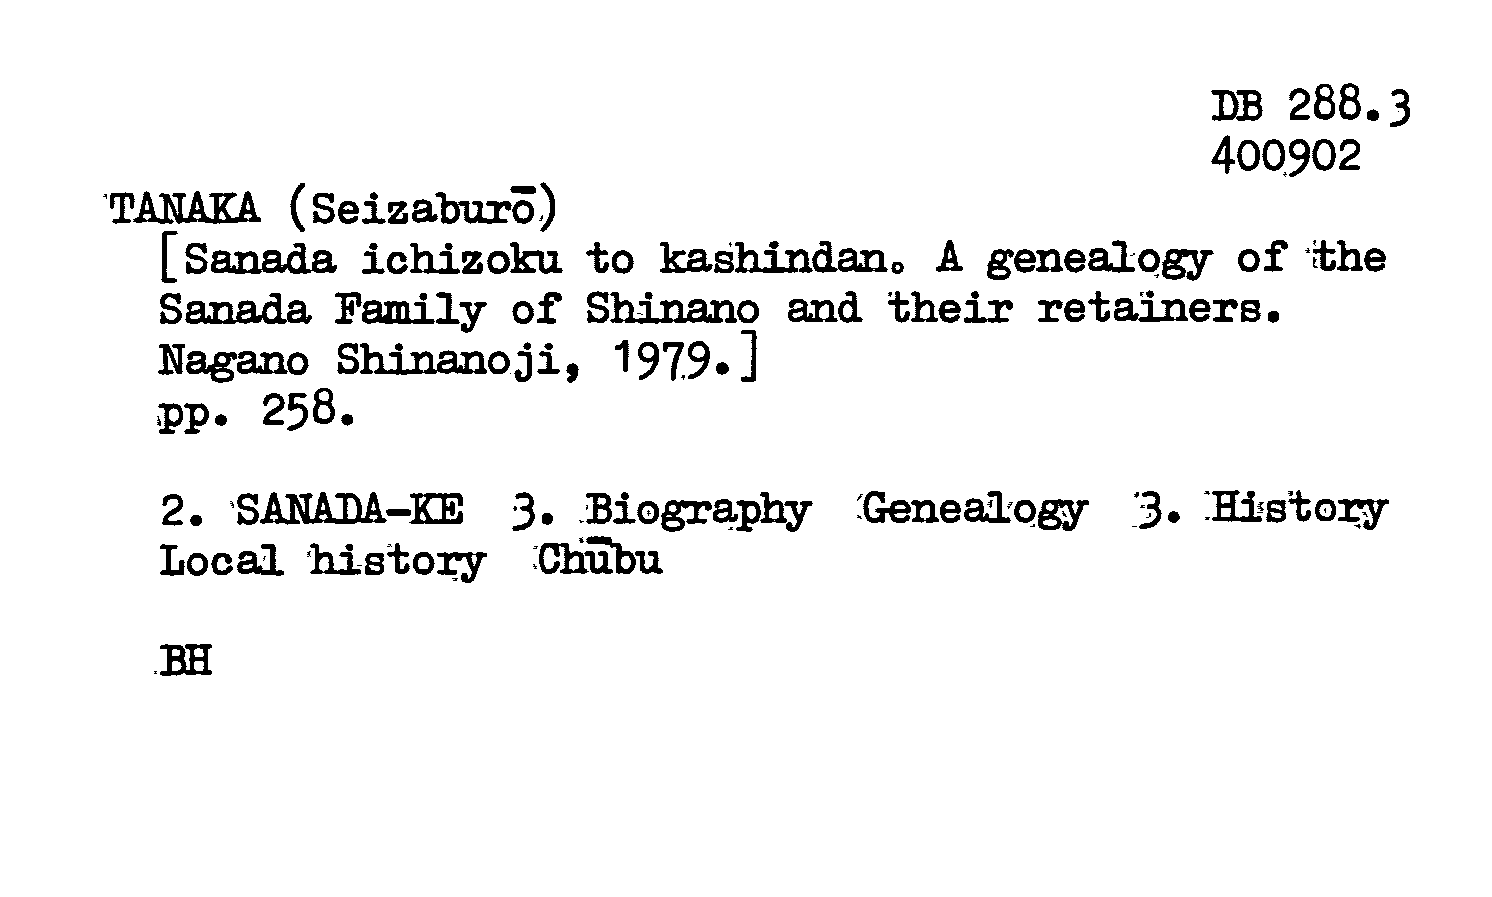 DB 288.3
400902
TANAKA (Seizaburō)
[Sanada ichizoku to kashindan. A genealogy of the
Sanada Family of Shinano and their retainers.
Nagano Shinanoji, 1979.]
pp. 258.
2. SANADA-KE 3. Biography Genealogy 3. History
Local history Chūbu
BH